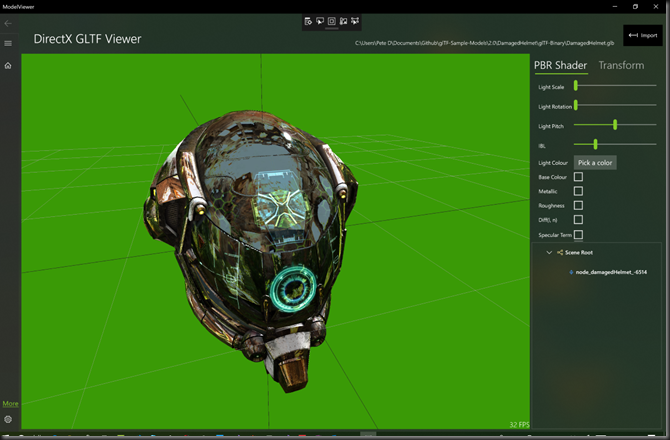 ModelViewer
DirectX GLTF Viewer
C:\Users\Pete D\Documents\Github\glTF-Sample-Models\2.0\DamagedHelmet\glTF-Binary\DamagedHelmet.glb
Import
PBR Shader Transform
Light Scale
Light Rotation
Light Pitch
IBL
Light Colour Pick a color
Base Colour
Metallic
Roughness
Diff(l, n)
Specular Term
Scene Root
node_damagedHelmet_-6514
More
32 FPS